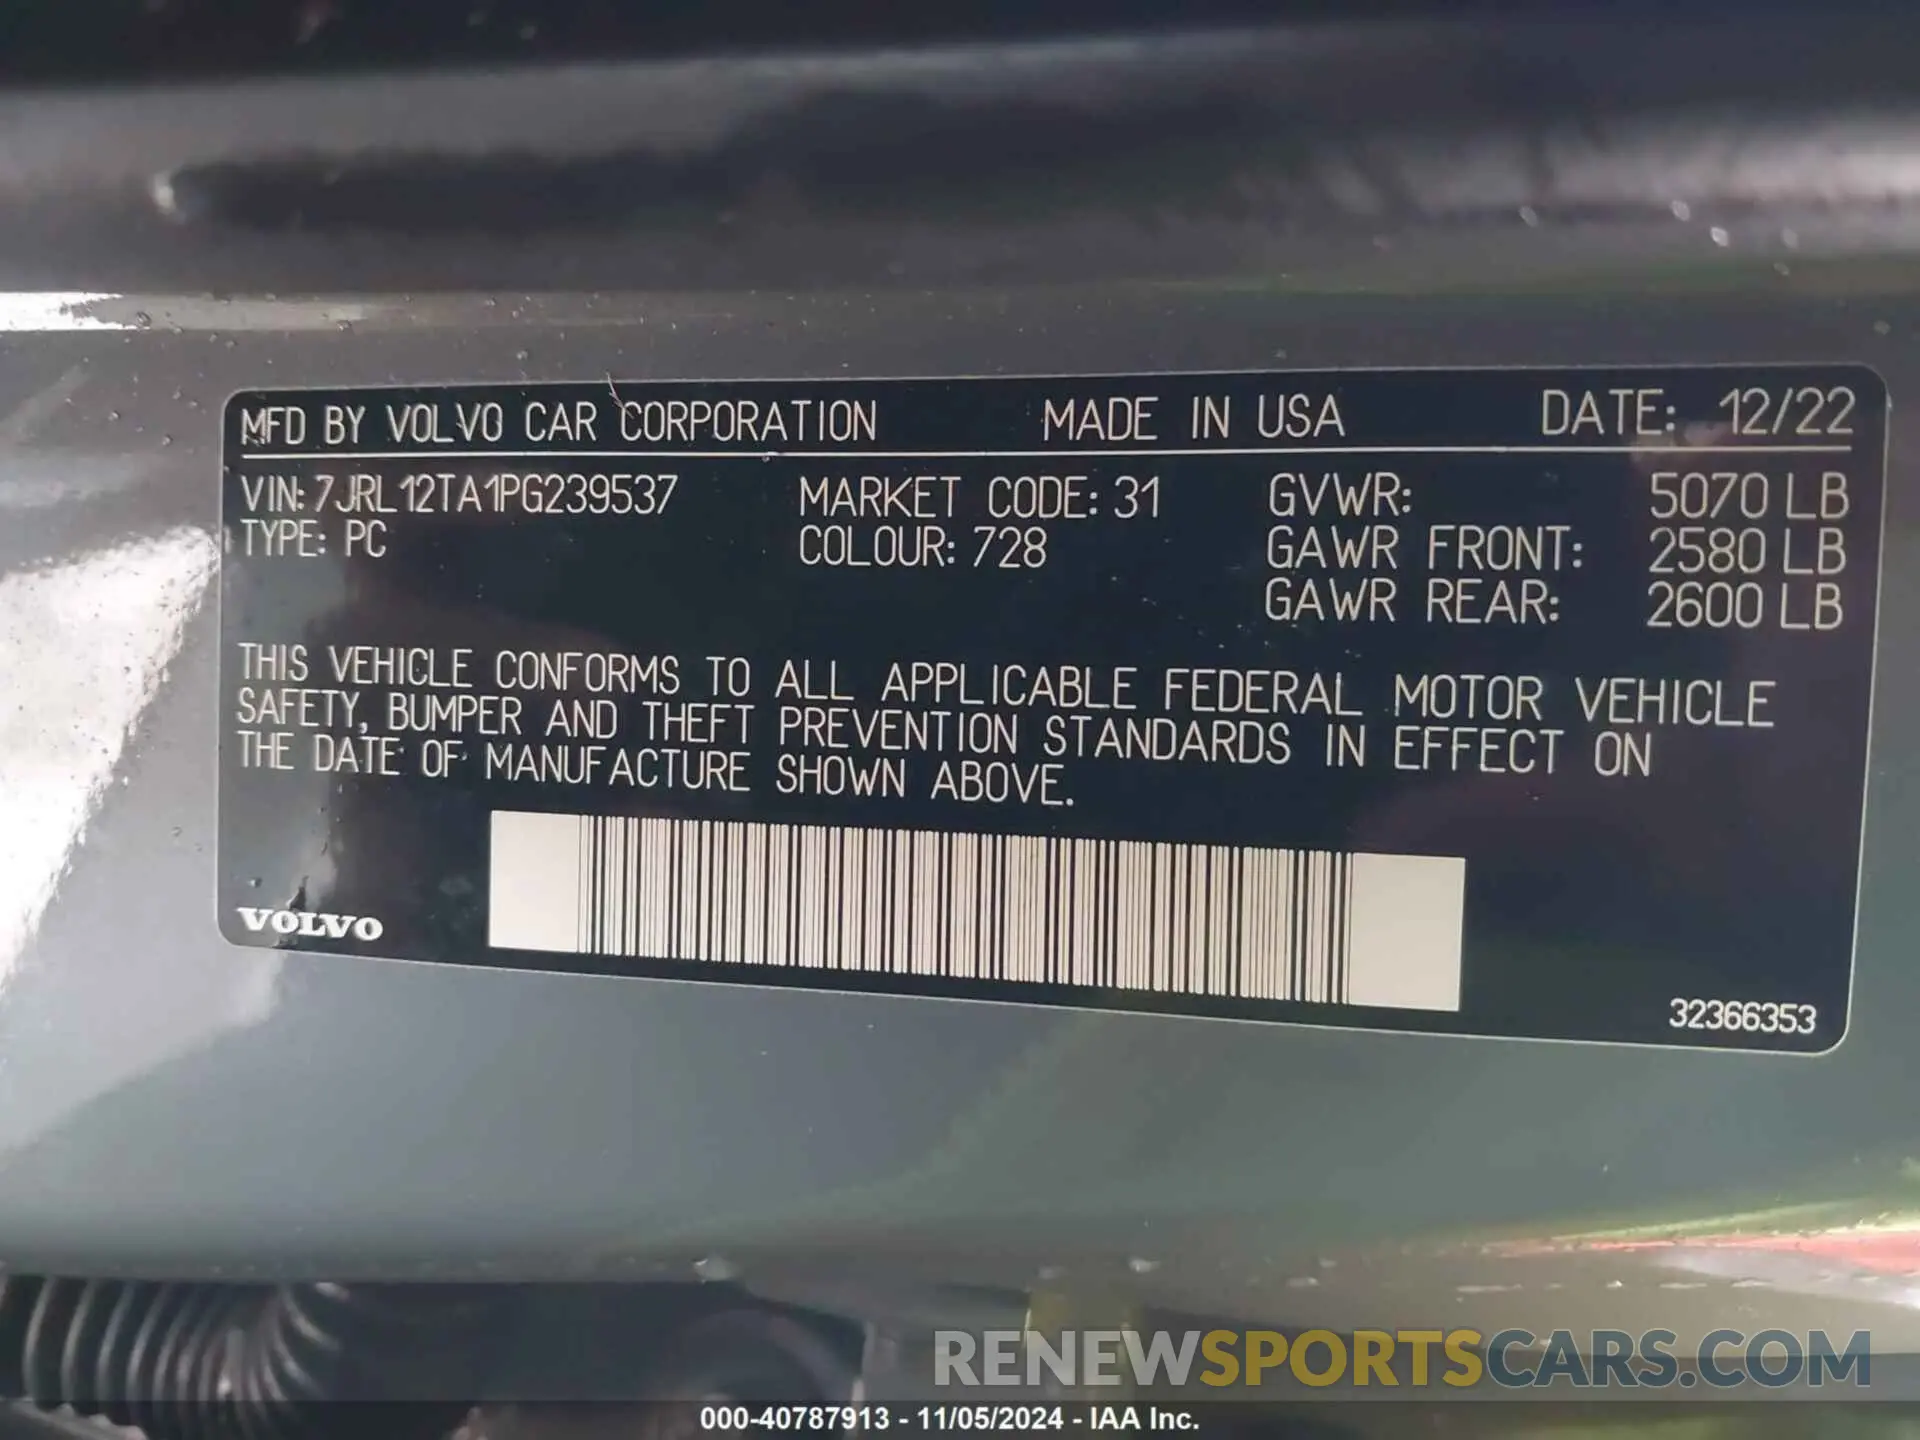 MFD BY VOLVO CAR CORPORATION MADE IN USA DATE: 12/22
VIN: 7JRL12TA1PG239537 MARKET CODE: 31 GVWR: 5070 LB
TYPE: PC COLOUR: 728 GAWR FRONT: 2580 LB
GAWR REAR: 2600 LB
THIS VEHICLE CONFORMS TO ALL APPLICABLE FEDERAL MOTOR VEHICLE
SAFETY, BUMPER AND THEFT PREVENTION STANDARDS IN EFFECT ON
THE DATE OF MANUFACTURE SHOWN ABOVE.
VOLVO
32366353
RENEWSPORTSCARS.COM
000-40787913 - 11/05/2024 - IAA Inc.